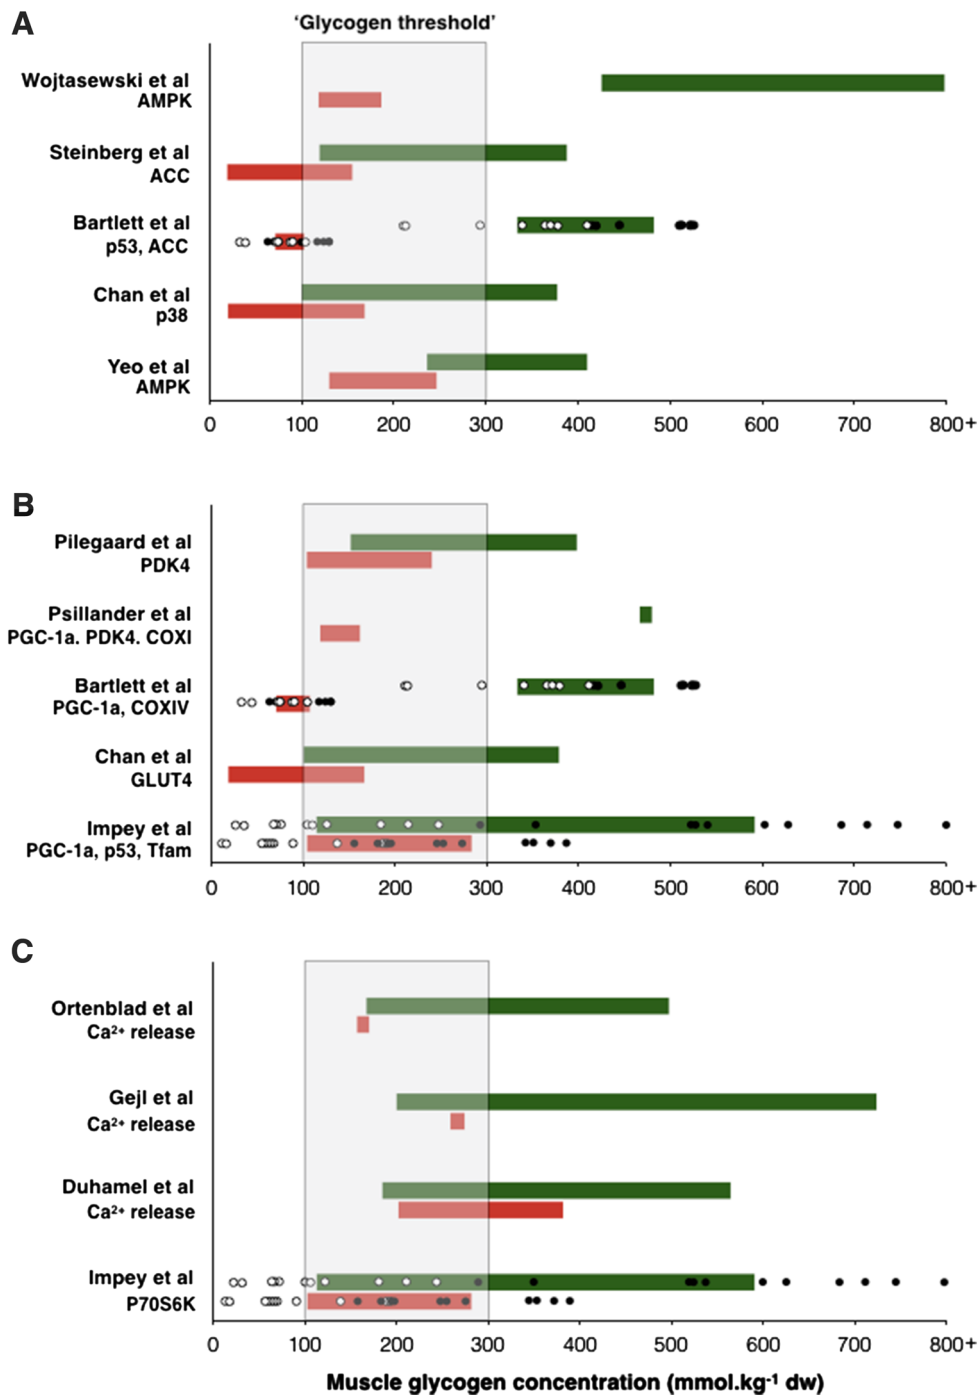 A
‘Glycogen threshold’
Wojtasewski et al
AMPK
Steinberg et al
ACC
Bartlett et al
p53, ACC
Chan et al
p38
Yeo et al
AMPK
0 100 200 300 400 500 600 700 800+
B
Pilegaard et al
PDK4
Psillander et al
PGC-1a. PDK4. COXI
Bartlett et al
PGC-1a, COXIV
Chan et al
GLUT4
Impey et al
PGC-1a, p53, Tfam
0 100 200 300 400 500 600 700 800+
C
Ortenblad et al
Ca²⁺ release
Gejl et al
Ca²⁺ release
Duhamel et al
Ca²⁺ release
Impey et al
P70S6K
0 100 200 300 400 500 600 700 800+
Muscle glycogen concentration (mmol.kg⁻¹ dw)